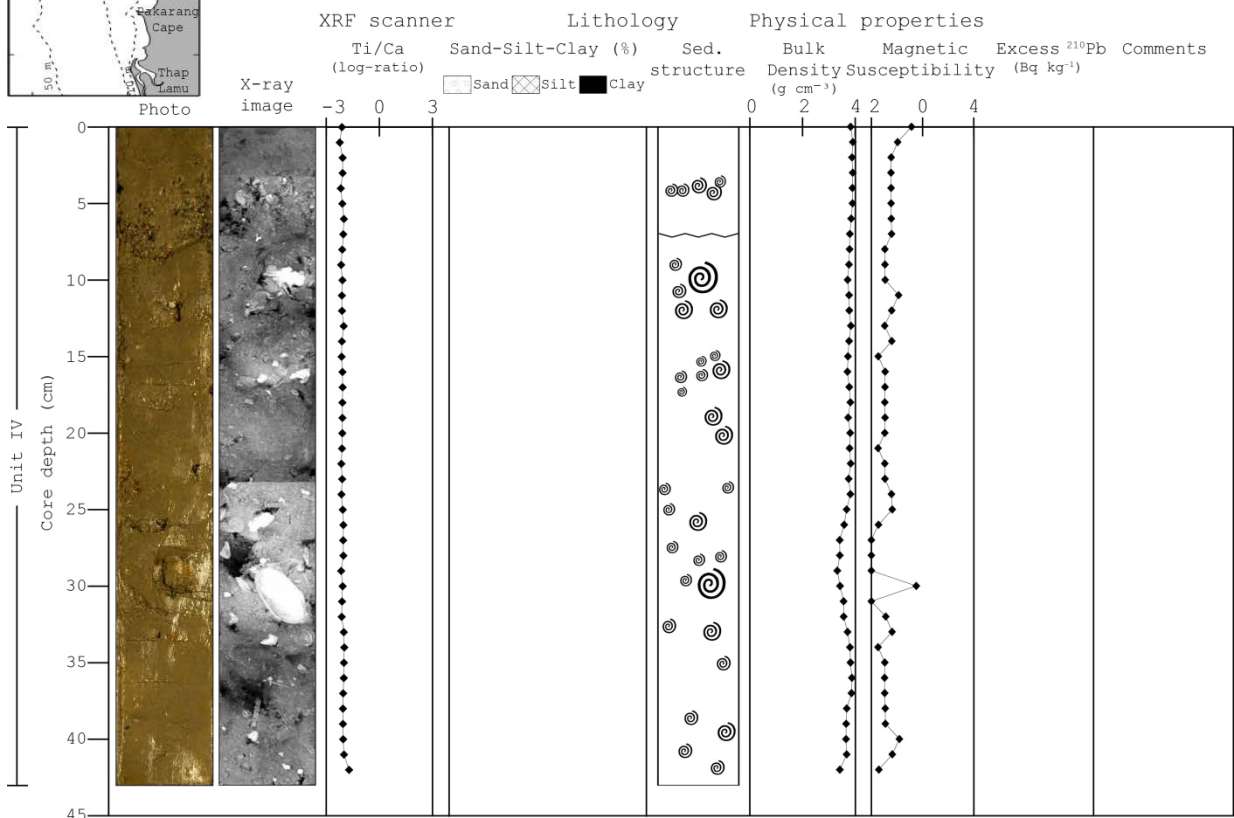 Pakarang
Cape
50 m
Thap
Lamu
XRF scanner Lithology Physical properties
Ti/Ca Sand-Silt-Clay (%) Sed. Bulk Magnetic Excess ²¹⁰Pb Comments
(log-ratio) structure Density Susceptibility (Bq kg⁻¹)
X-ray Sand Silt Clay (g cm⁻³)
Photo image −3 0 3 0 2 4 2 0 4
0
5
10
15
20
25
30
35
40
45
Core depth (cm)
Unit IV